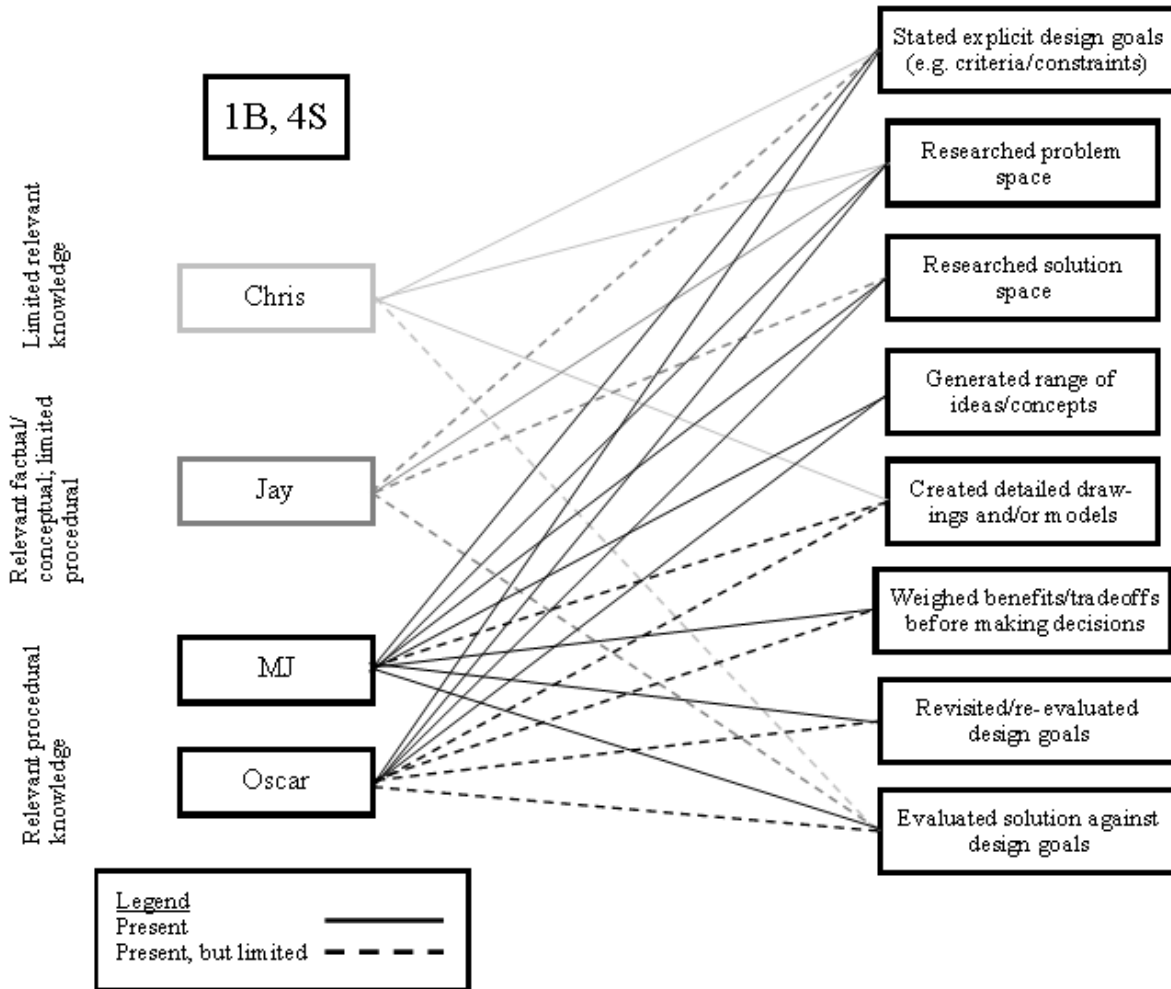 1B, 4S
Limited relevant
knowledge
Relevant factual/
conceptual; limited
procedural
Relevant procedural
knowledge
Chris
Jay
MJ
Oscar
Stated explicit design goals
(e.g. criteria/constraints)
Researched problem
space
Researched solution
space
Generated range of
ideas/concepts
Created detailed draw-
ings and/or models
Weighed benefits/tradeoffs
before making decisions
Revisited/re-evaluated
design goals
Evaluated solution against
design goals
Legend
Present
Present, but limited